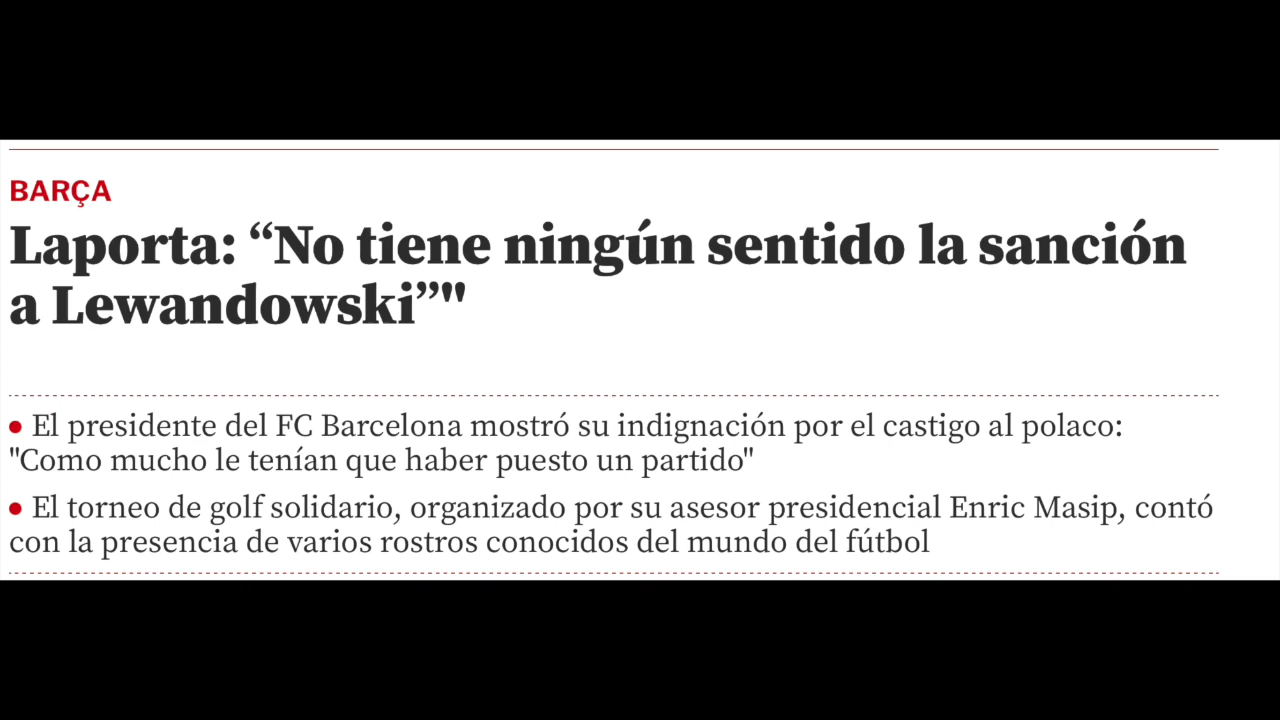 BARÇA
Laporta: “No tiene ningún sentido la sanción
a Lewandowski”"
• El presidente del FC Barcelona mostró su indignación por el castigo al polaco:
"Como mucho le tenían que haber puesto un partido"
• El torneo de golf solidario, organizado por su asesor presidencial Enric Masip, contó
con la presencia de varios rostros conocidos del mundo del fútbol